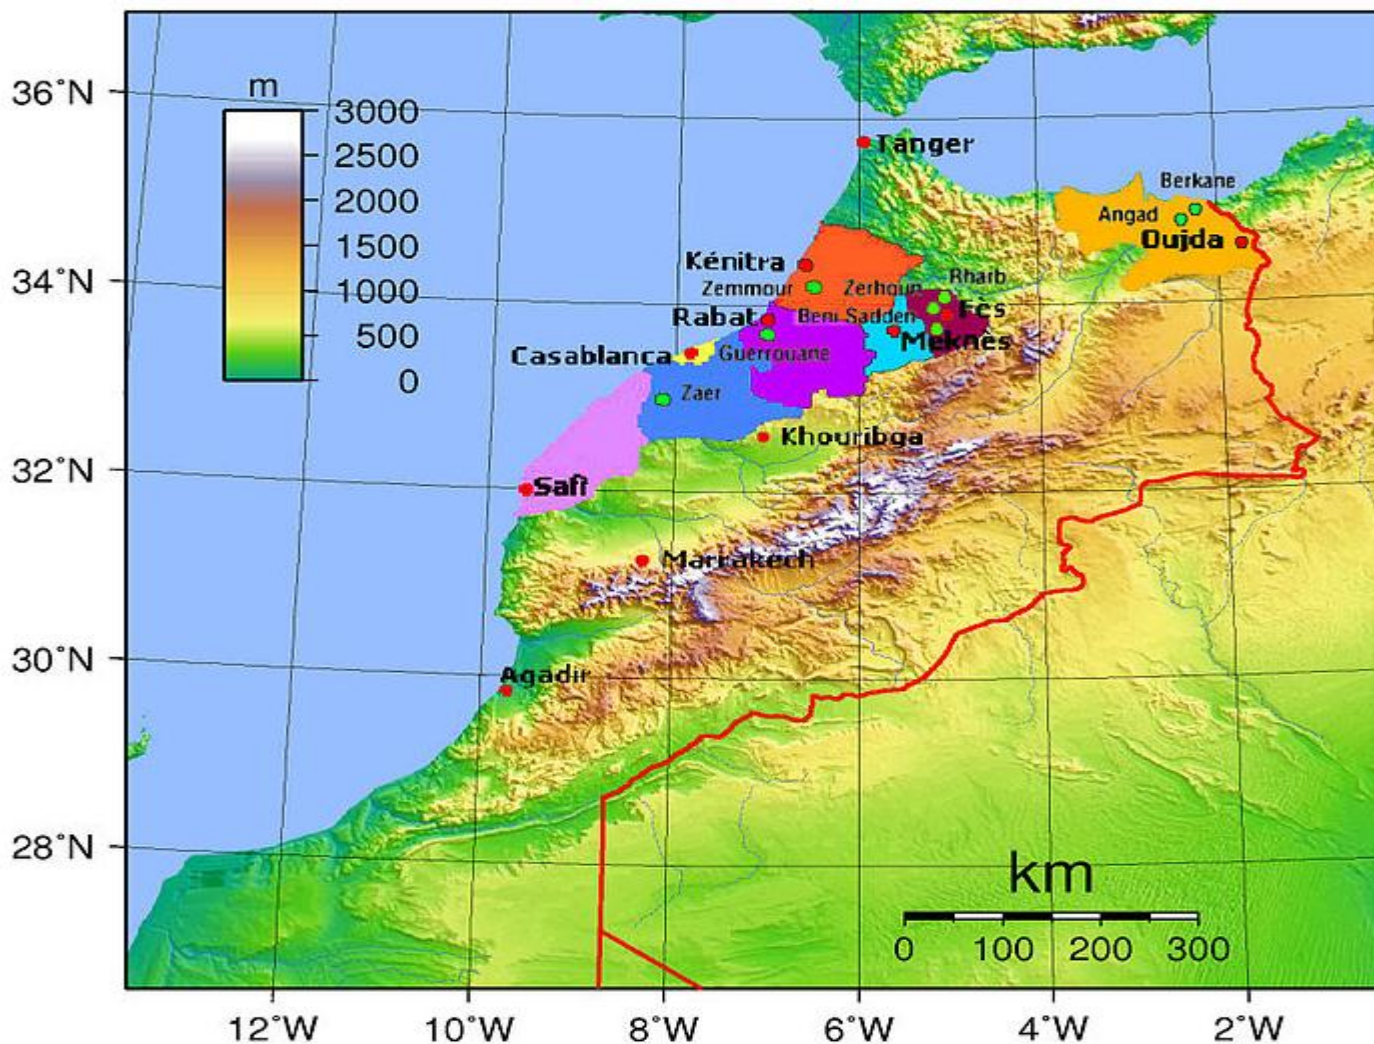 m
3000
2500
2000
1500
1000
500
0
36°N
34°N
32°N
30°N
28°N
Tanger
Berkane
Angad
Oujda
Kénitra
Rharb
Zemmour
Zerhoun
Rabat
Beni Sadden
Fès
Casablanca
Guerrouane
Meknès
Zaer
Khouribga
Safi
Marrakech
Agadir
km
0 100 200 300
12°W 10°W 8°W 6°W 4°W 2°W